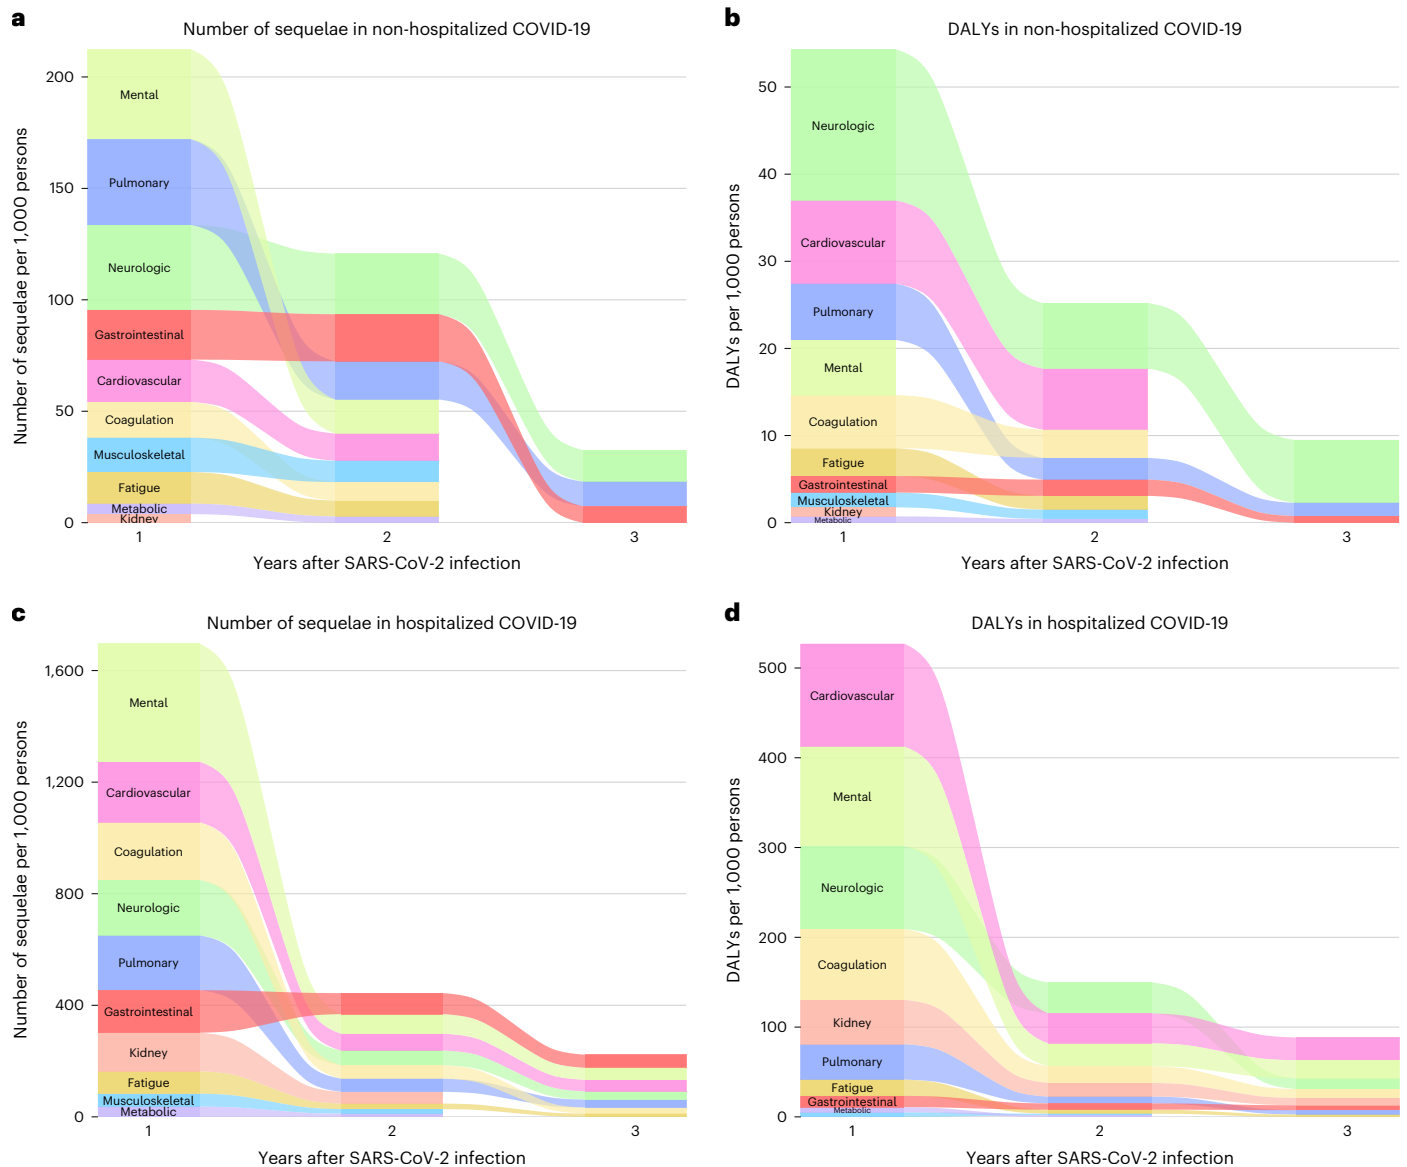 a
Number of sequelae in non-hospitalized COVID-19
Number of sequelae per 1,000 persons
200
150
100
50
0
Mental
Pulmonary
Neurologic
Gastrointestinal
Cardiovascular
Coagulation
Musculoskeletal
Fatigue
Metabolic
Kidney
1
2
3
Years after SARS-CoV-2 infection
b
DALYs in non-hospitalized COVID-19
DALYs per 1,000 persons
50
40
30
20
10
0
Neurologic
Cardiovascular
Pulmonary
Mental
Coagulation
Fatigue
Gastrointestinal
Musculoskeletal
Kidney
Metabolic
1
2
3
Years after SARS-CoV-2 infection
c
Number of sequelae in hospitalized COVID-19
Number of sequelae per 1,000 persons
1,600
1,200
800
400
0
Mental
Cardiovascular
Coagulation
Neurologic
Pulmonary
Gastrointestinal
Kidney
Fatigue
Musculoskeletal
Metabolic
1
2
3
Years after SARS-CoV-2 infection
d
DALYs in hospitalized COVID-19
DALYs per 1,000 persons
500
400
300
200
100
0
Cardiovascular
Mental
Neurologic
Coagulation
Kidney
Pulmonary
Fatigue
Gastrointestinal
Metabolic
1
2
3
Years after SARS-CoV-2 infection